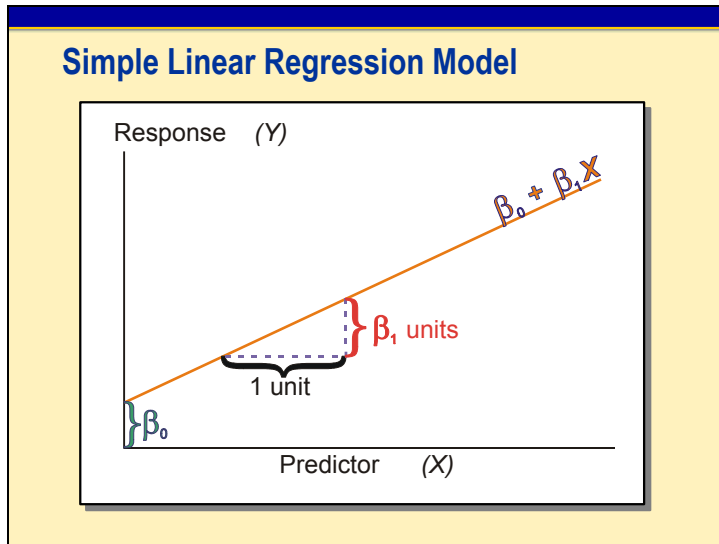 Simple Linear Regression Model
Response (Y)
β₀ + β₁X
β₁ units
1 unit
β₀
Predictor (X)